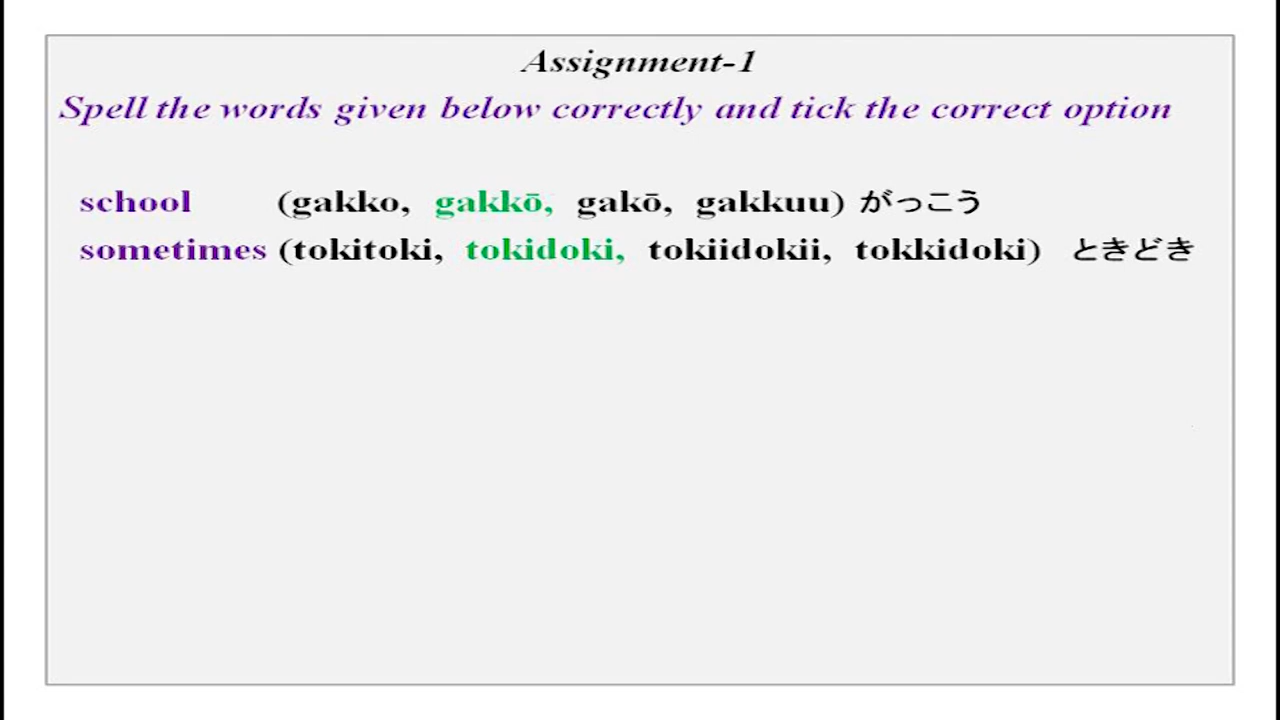 Assignment-1
Spell the words given below correctly and tick the correct option
school (gakko, gakkō, gakō, gakkuu) がっこう
sometimes (tokitoki, tokidoki, tokiidokii, tokkidoki) ときどき